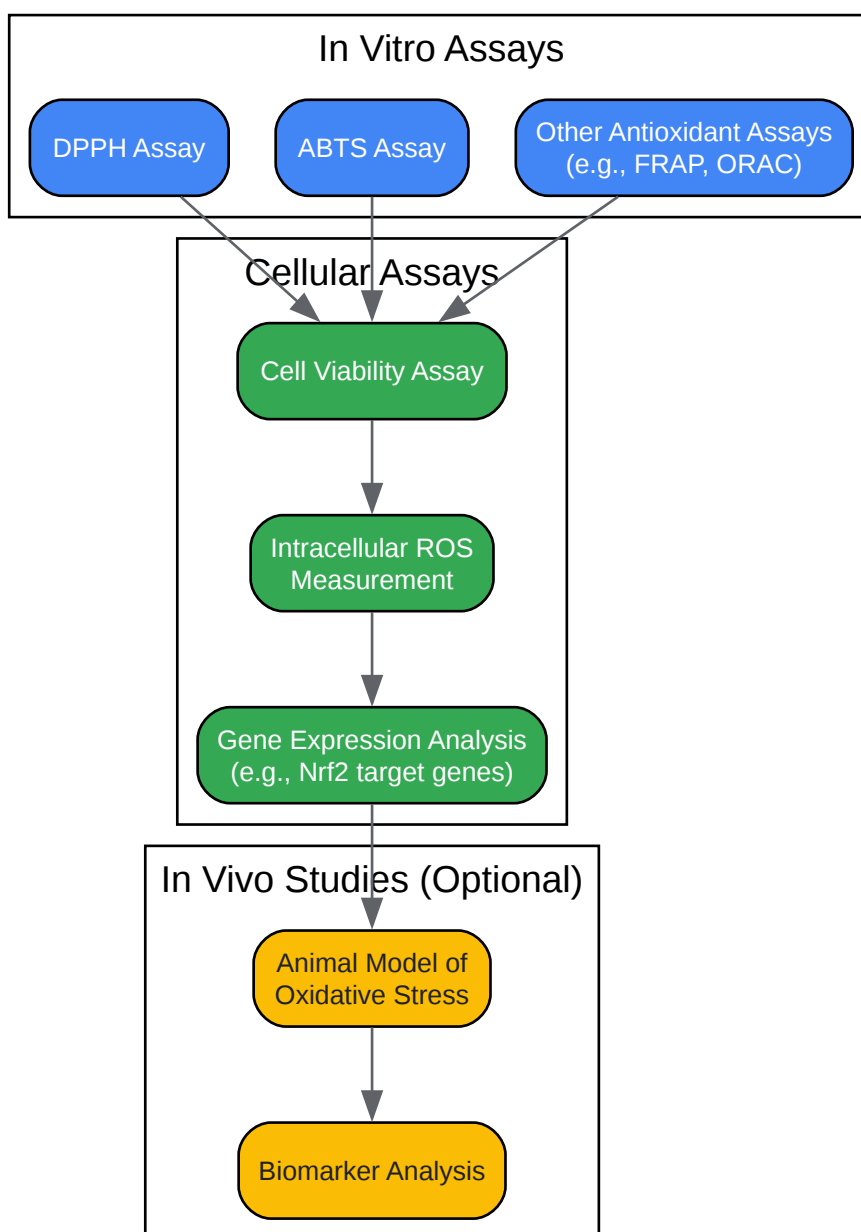 In Vitro Assays
DPPH Assay
ABTS Assay
Other Antioxidant Assays
(e.g., FRAP, ORAC)
Cellular Assays
Cell Viability Assay
Intracellular ROS
Measurement
Gene Expression Analysis
(e.g., Nrf2 target genes)
In Vivo Studies (Optional)
Animal Model of
Oxidative Stress
Biomarker Analysis